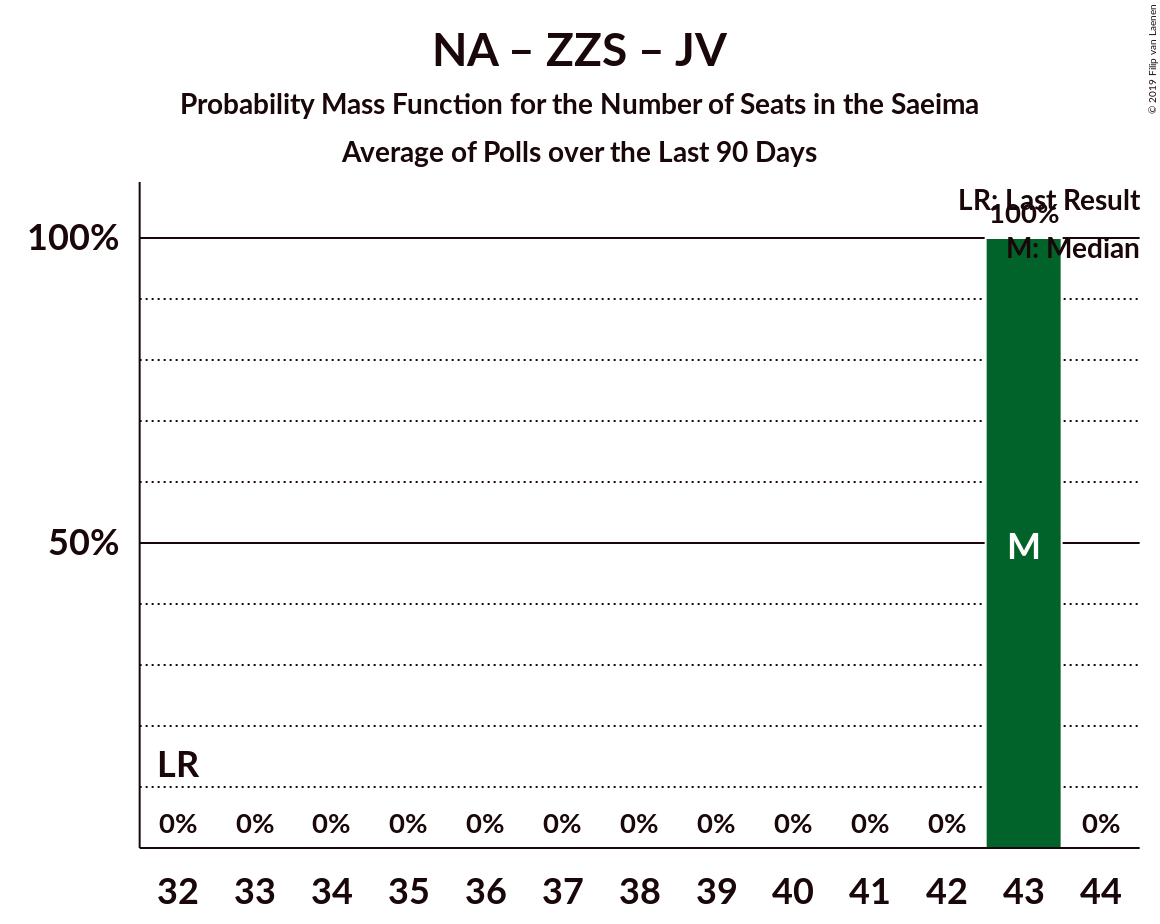 NA – ZZS – JV
Probability Mass Function for the Number of Seats in the Saeima
Average of Polls over the Last 90 Days
© 2019 Filip van Laenen
LR: Last Result
100%
M: Median
100%
50%
M
LR
0% 0% 0% 0% 0% 0% 0% 0% 0% 0% 0% 0%
32 33 34 35 36 37 38 39 40 41 42 43 44